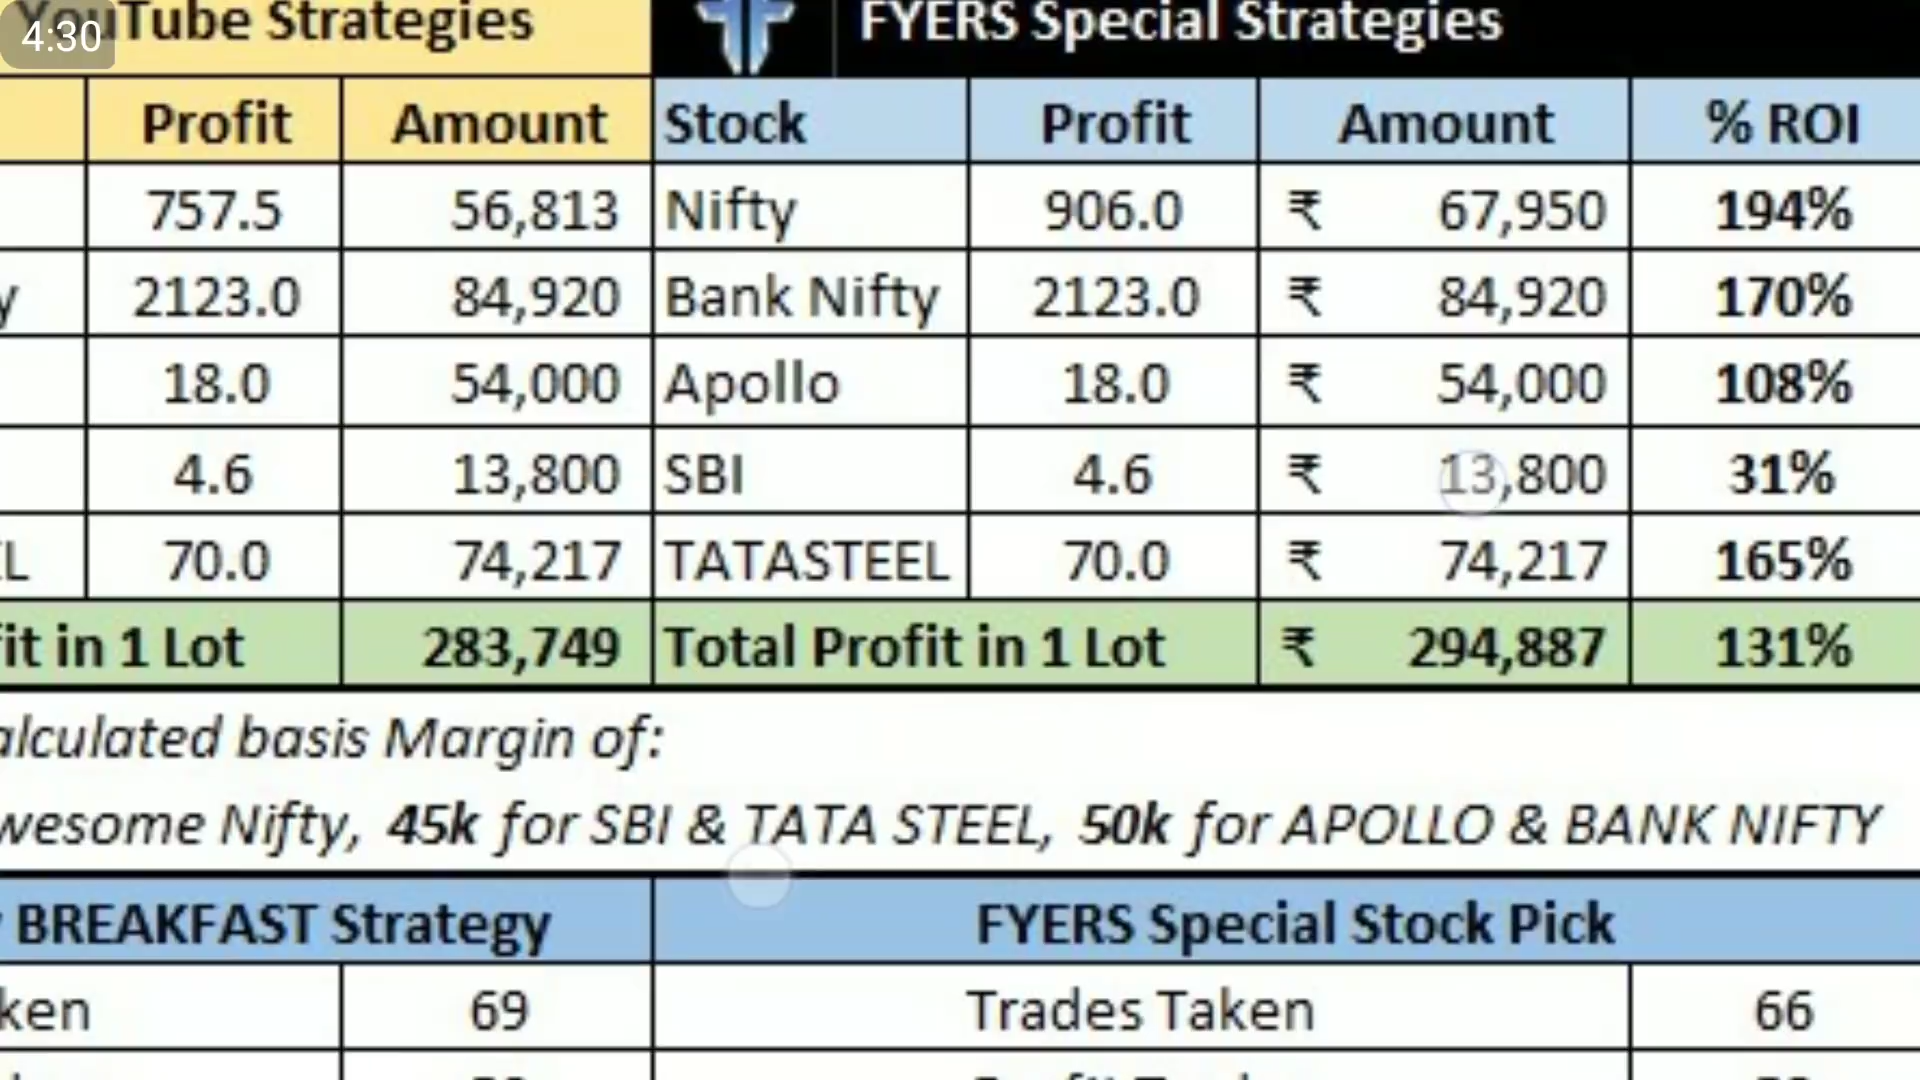 4:30
YouTube Strategies FYERS Special Strategies
Profit Amount Stock Profit Amount % ROI
757.5 56,813 Nifty 906.0 ₹ 67,950 194%
y 2123.0 84,920 Bank Nifty 2123.0 ₹ 84,920 170%
18.0 54,000 Apollo 18.0 ₹ 54,000 108%
4.6 13,800 SBI 4.6 ₹ 13,800 31%
EL 70.0 74,217 TATASTEEL 70.0 ₹ 74,217 165%
fit in 1 Lot 283,749 Total Profit in 1 Lot ₹ 294,887 131%
alculated basis Margin of:
wesome Nifty, 45k for SBI & TATA STEEL, 50k for APOLLO & BANK NIFTY
y BREAKFAST Strategy FYERS Special Stock Pick
ken 69 Trades Taken 66